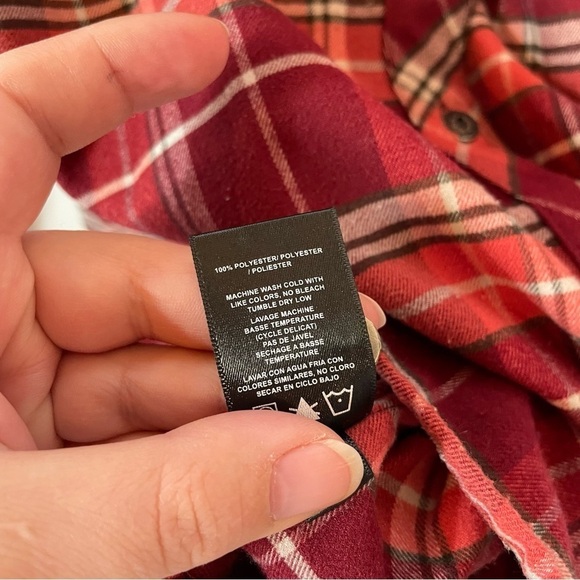 100% POLYESTER/ POLYESTER
/ POLIESTER
MACHINE WASH COLD WITH
LIKE COLORS, NO BLEACH
TUMBLE DRY LOW
LAVAGE MACHINE
BASSE TEMPERATURE
(CYCLE DELICAT)
PAS DE JAVEL
SECHAGE A BASSE
TEMPERATURE
LAVAR CON AGUA FRIA CON
COLORES SIMILARES, NO CLORO
SECAR EN CICLO BAJO